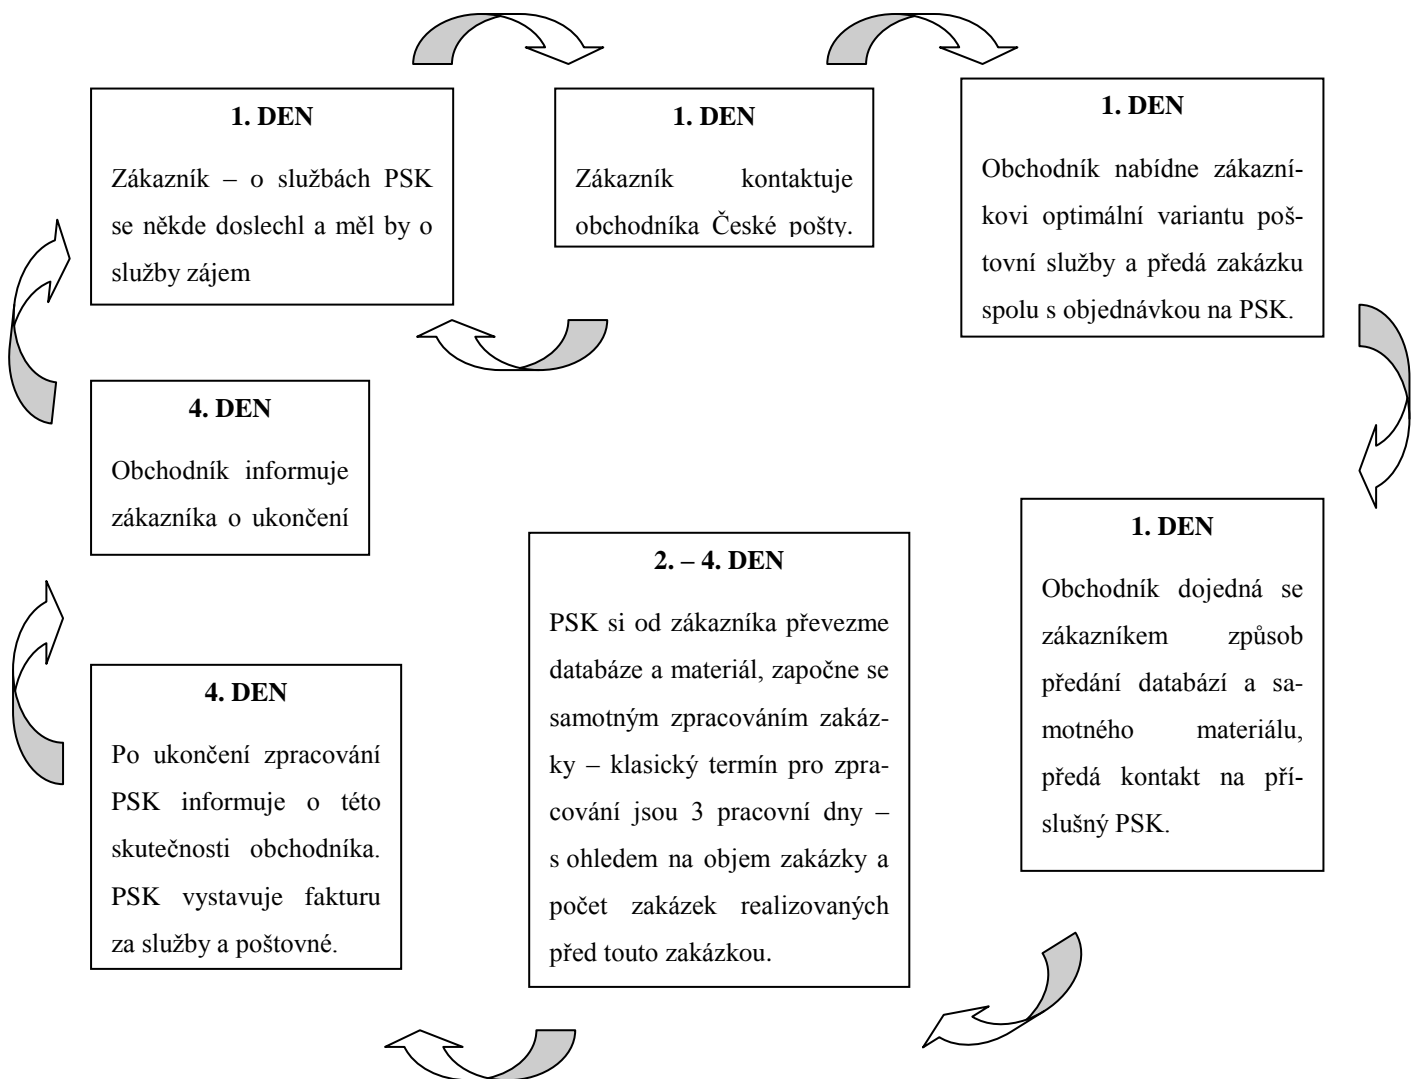 1. DEN
Zákazník – o službách PSK
se někde doslechl a měl by o
služby zájem
1. DEN
Zákazník kontaktuje
obchodníka České pošty.
1. DEN
Obchodník nabídne zákazní-
kovi optimální variantu poš-
tovní služby a předá zakázku
spolu s objednávkou na PSK.
1. DEN
Obchodník dojedná se
zákazníkem způsob
předání databází a sa-
motného materiálu,
předá kontakt na pří-
slušný PSK.
2. – 4. DEN
PSK si od zákazníka převezme
databáze a materiál, započne se
samotným zpracováním zakáz-
ky – klasický termín pro zpra-
cování jsou 3 pracovní dny –
s ohledem na objem zakázky a
počet zakázek realizovaných
před touto zakázkou.
4. DEN
Po ukončení zpracování
PSK informuje o této
skutečnosti obchodníka.
PSK vystavuje fakturu
za služby a poštovné.
4. DEN
Obchodník informuje
zákazníka o ukončení